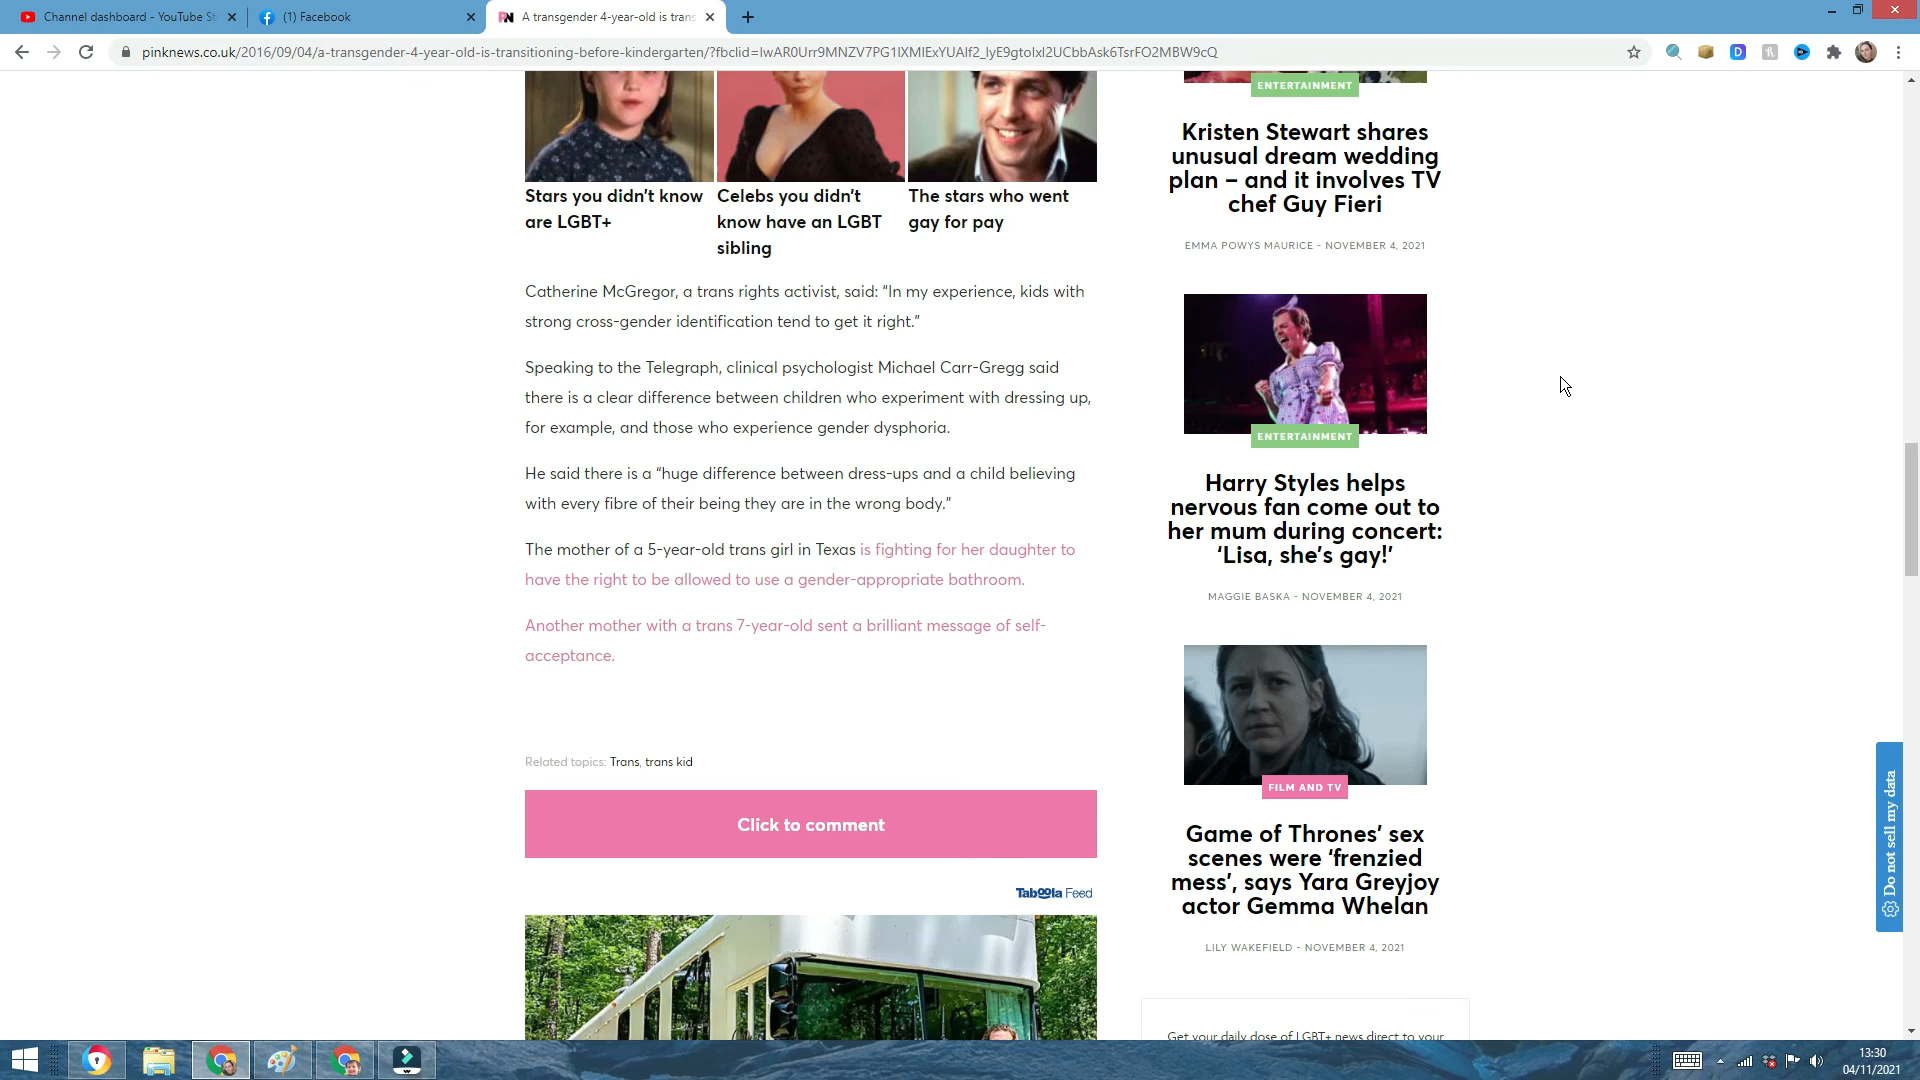 Channel dashboard - YouTube St
(1) Facebook
A transgender 4-year-old is trans
pinknews.co.uk/2016/09/04/a-transgender-4-year-old-is-transitioning-before-kindergarten/?fbclid=IwAR0Urr9MNZV7PG1IXMIExYUAIf2_lyE9gtoIxI2UCbbAsk6TsrFO2MBW9cQ
Stars you didn't know
are LGBT+
Celebs you didn't
know have an LGBT
sibling
The stars who went
gay for pay
Catherine McGregor, a trans rights activist, said: “In my experience, kids with
strong cross-gender identification tend to get it right.”
Speaking to the Telegraph, clinical psychologist Michael Carr-Gregg said
there is a clear difference between children who experiment with dressing up,
for example, and those who experience gender dysphoria.
He said there is a “huge difference between dress-ups and a child believing
with every fibre of their being they are in the wrong body.”
The mother of a 5-year-old trans girl in Texas is fighting for her daughter to
have the right to be allowed to use a gender-appropriate bathroom.
Another mother with a trans 7-year-old sent a brilliant message of self-
acceptance.
Related topics: Trans, trans kid
Click to comment
Taboola Feed
ENTERTAINMENT
Kristen Stewart shares
unusual dream wedding
plan – and it involves TV
chef Guy Fieri
EMMA POWYS MAURICE - NOVEMBER 4, 2021
ENTERTAINMENT
Harry Styles helps
nervous fan come out to
her mum during concert:
‘Lisa, she’s gay!’
MAGGIE BASKA - NOVEMBER 4, 2021
FILM AND TV
Game of Thrones’ sex
scenes were ‘frenzied
mess’, says Yara Greyjoy
actor Gemma Whelan
LILY WAKEFIELD - NOVEMBER 4, 2021
Get your daily dose of LGBT+ news direct to your
Do not sell my data
13:30
04/11/2021